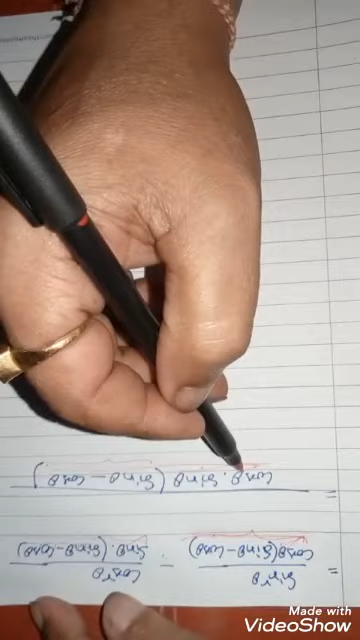 = Sin²θ / Cosθ(Sinθ - Cosθ) - Cos²θ / Sinθ.(Sinθ - Cosθ)
= / Cosθ.Sinθ (Sinθ - Cosθ)
Made with
VideoShow